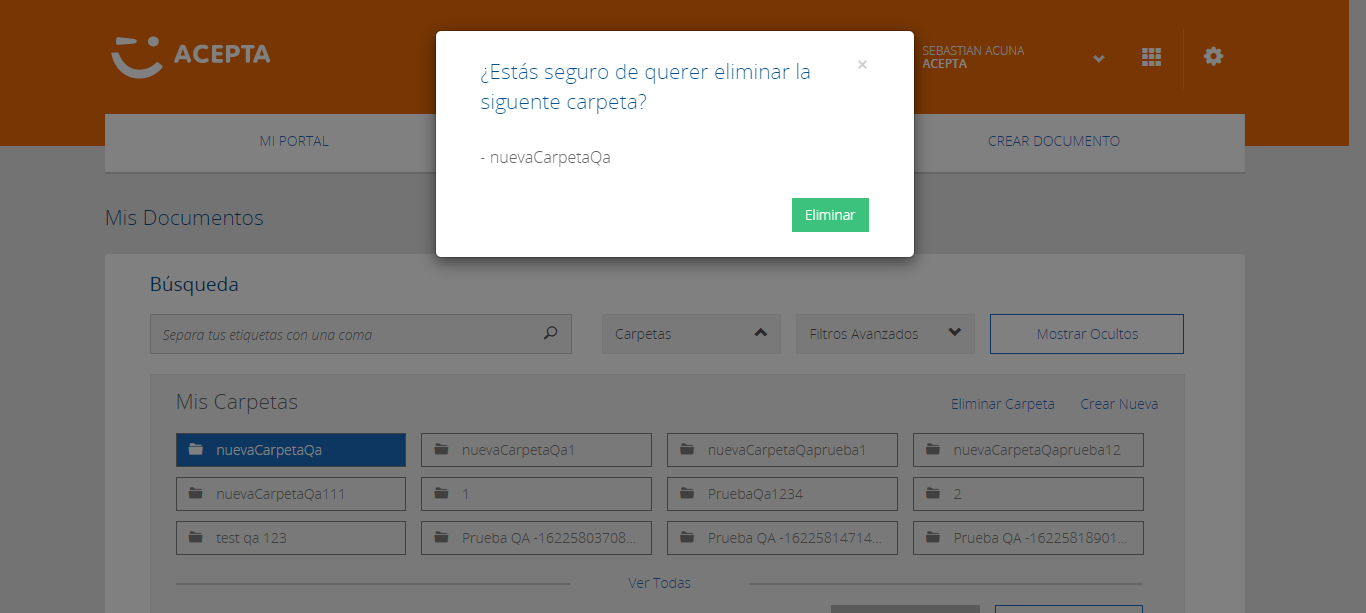 ACEPTA
SEBASTIAN ACUNA
ACEPTA
¿Estás seguro de querer eliminar la
siguente carpeta?
×
- nuevaCarpetaQa
Eliminar
MI PORTAL
CREAR DOCUMENTO
Mis Documentos
Búsqueda
Separa tus etiquetas con una coma
Carpetas
Filtros Avanzados
Mostrar Ocultos
Mis Carpetas
Eliminar Carpeta
Crear Nueva
nuevaCarpetaQa
nuevaCarpetaQa1
nuevaCarpetaQaprueba1
nuevaCarpetaQaprueba12
nuevaCarpetaQa111
1
PruebaQa1234
2
test qa 123
Prueba QA -16225803708...
Prueba QA -16225814714...
Prueba QA -16225818901...
Ver Todas